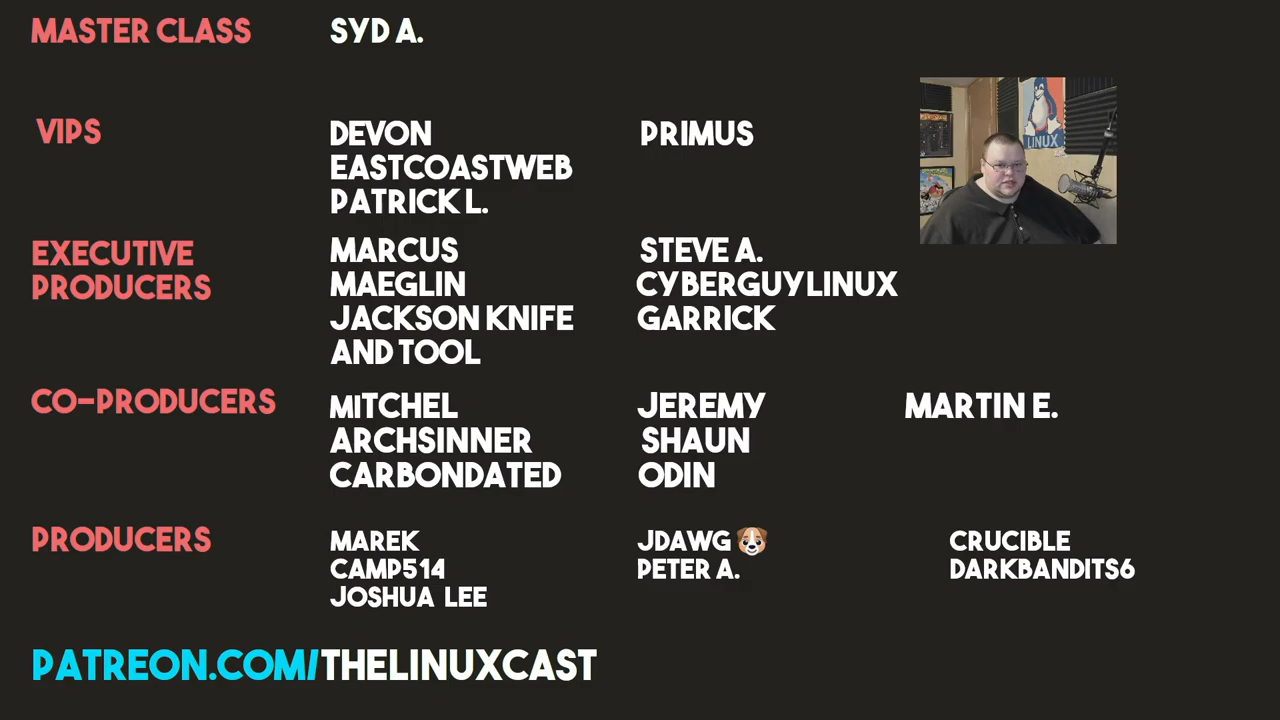 MASTER CLASS
SYD A.
VIPS
DEVON
PRIMUS
EASTCOASTWEB
PATRICK L.
EXECUTIVE
PRODUCERS
MARCUS
STEVE A.
MAEGLIN
CYBERGUYLINUX
JACKSON KNIFE
AND TOOL
GARRICK
CO-PRODUCERS
MITCHEL
JEREMY
MARTIN E.
ARCHSINNER
SHAUN
CARBONDATED
ODIN
PRODUCERS
MAREK
JDAWG 🐶
CRUCIBLE
CAMP514
PETER A.
DARKBANDITS6
JOSHUA LEE
PATREON.COM/THELINUXCAST
LINUX